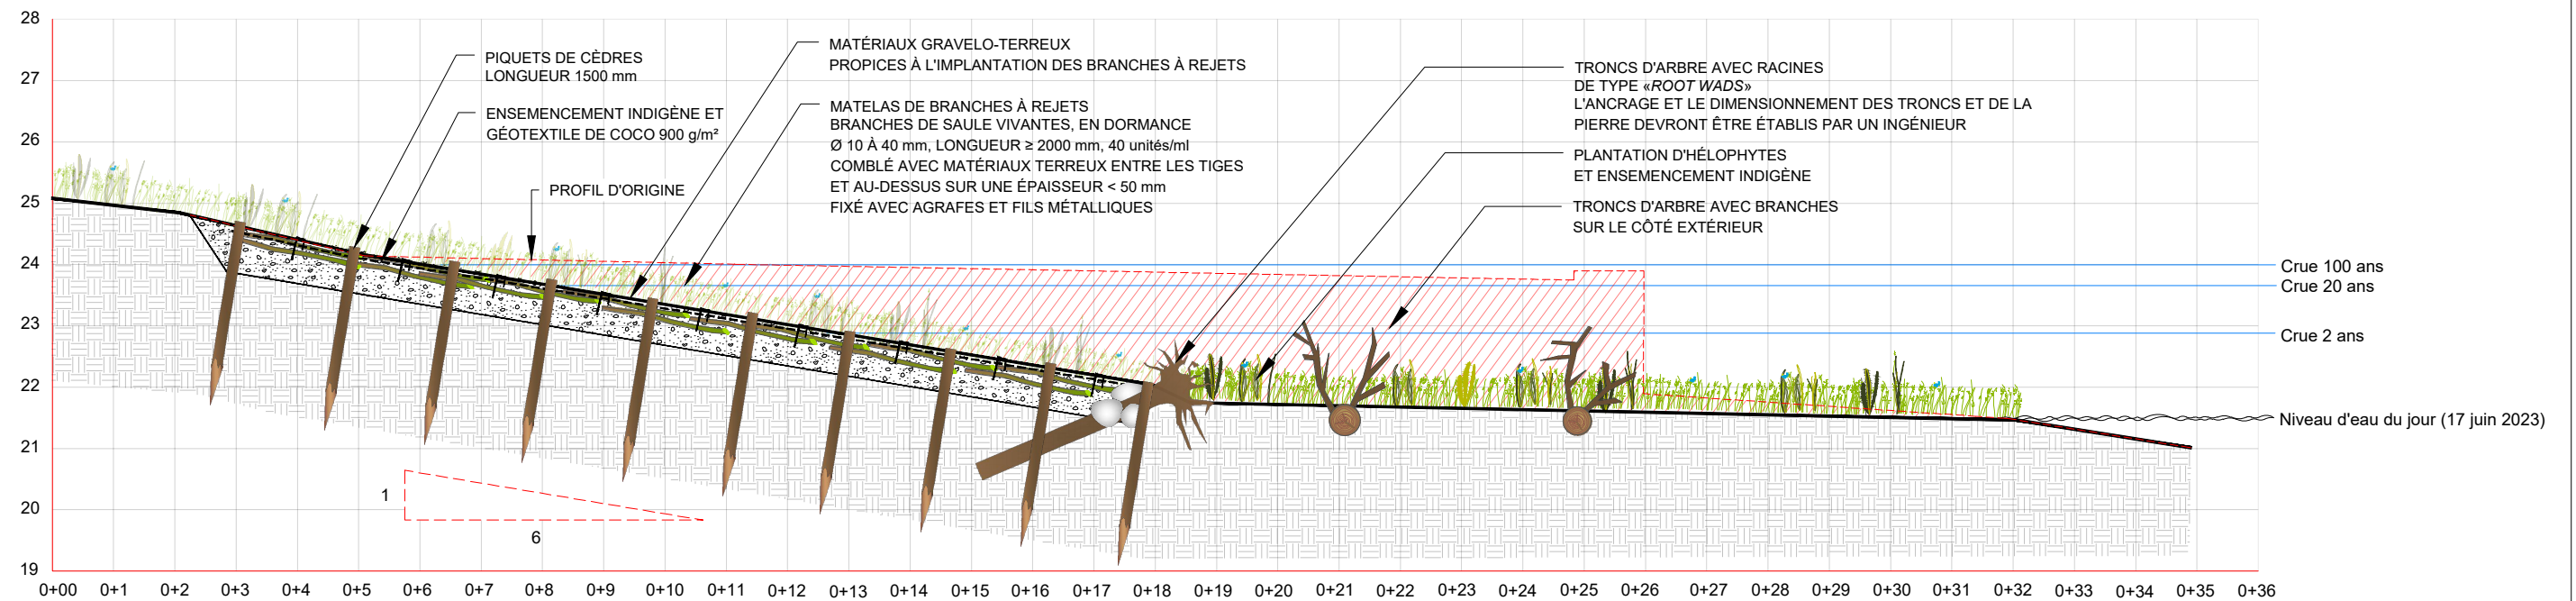 28
27
26
25
24
23
22
21
20
19
PIQUETS DE CÈDRES
LONGUEUR 1500 mm
ENSEMENCEMENT INDIGÈNE ET
GÉOTEXTILE DE COCO 900 g/m²
PROFIL D'ORIGINE
MATÉRIAUX GRAVELO-TERREUX
PROPICES À L'IMPLANTATION DES BRANCHES À REJETS
MATELAS DE BRANCHES À REJETS
BRANCHES DE SAULE VIVANTES, EN DORMANCE
Ø 10 À 40 mm, LONGUEUR ≥ 2000 mm, 40 unités/ml
COMBLÉ AVEC MATÉRIAUX TERREUX ENTRE LES TIGES
ET AU-DESSUS SUR UNE ÉPAISSEUR < 50 mm
FIXÉ AVEC AGRAFES ET FILS MÉTALLIQUES
TRONCS D'ARBRE AVEC RACINES
DE TYPE «ROOT WADS»
L'ANCRAGE ET LE DIMENSIONNEMENT DES TRONCS ET DE LA
PIERRE DEVRONT ÊTRE ÉTABLIS PAR UN INGÉNIEUR
PLANTATION D'HÉLOPHYTES
ET ENSEMENCEMENT INDIGÈNE
TRONCS D'ARBRE AVEC BRANCHES
SUR LE CÔTÉ EXTÉRIEUR
Crue 100 ans
Crue 20 ans
Crue 2 ans
Niveau d'eau du jour (17 juin 2023)
1
6
0+00 0+1 0+2 0+3 0+4 0+5 0+6 0+7 0+8 0+9 0+10 0+11 0+12 0+13 0+14 0+15 0+16 0+17 0+18 0+19 0+20 0+21 0+22 0+23 0+24 0+25 0+26 0+27 0+28 0+29 0+30 0+31 0+32 0+33 0+34 0+35 0+36